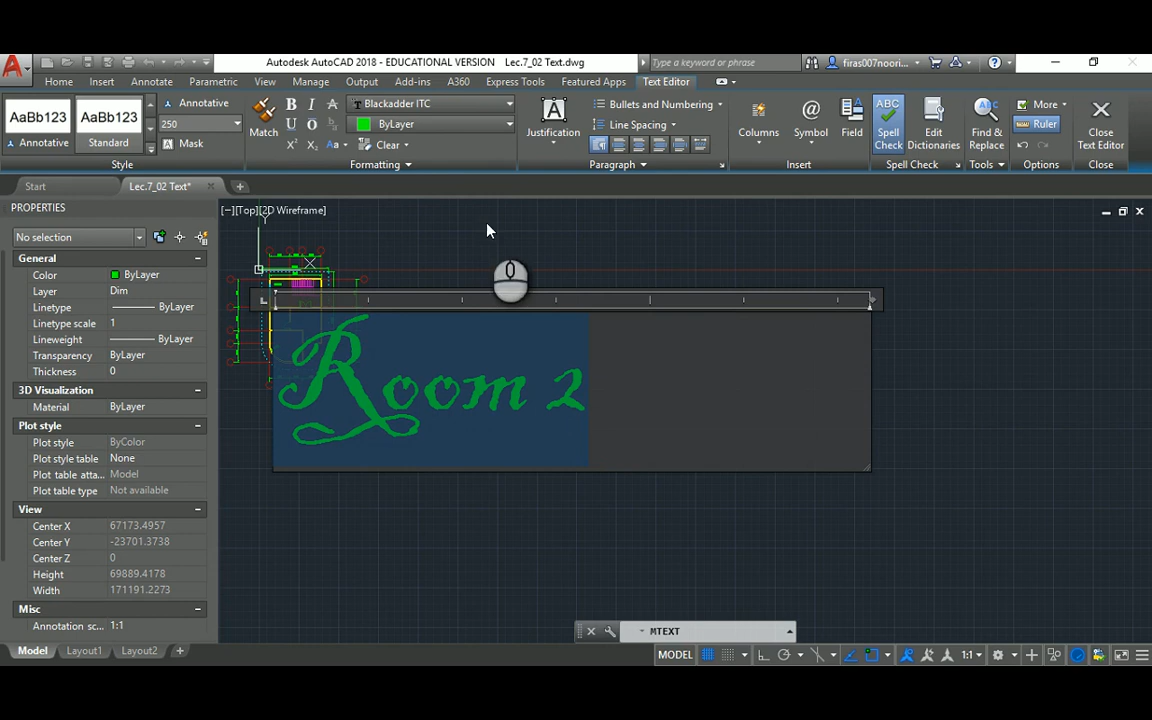 Autodesk AutoCAD 2018 - EDUCATIONAL VERSION Lec.7_02 Text.dwg
Type a keyword or phrase
firas007noori...
Home Insert Annotate Parametric View Manage Output Add-ins A360 Express Tools Featured Apps Text Editor
AaBb123 AaBb123
Annotative Standard
Annotative
250
Mask
Style
Match
B I A
U O
X² X₂ Aa Clear
Blackadder ITC
ByLayer
Formatting
Justification
Bullets and Numbering
Line Spacing
Paragraph
Columns
@
Symbol
Field
Insert
ABC
Spell Check
Edit Dictionaries
Spell Check
Find & Replace
Tools
More
Ruler
Options
Close Text Editor
Close
Start Lec.7_02 Text*
PROPERTIES
[−][Top][2D Wireframe]
Y
X
No selection
General
Color ByLayer
Layer Dim
Linetype ByLayer
Linetype scale 1
Lineweight ByLayer
Transparency ByLayer
Thickness 0
3D Visualization
Material ByLayer
Plot style
Plot style ByColor
Plot style table None
Plot table atta... Model
Plot table type Not available
View
Center X 67173.4957
Center Y -23701.3738
Center Z 0
Height 69889.4178
Width 171191.2273
Misc
Annotation sc... 1:1
Room 2
MTEXT
Model Layout1 Layout2
MODEL 1:1